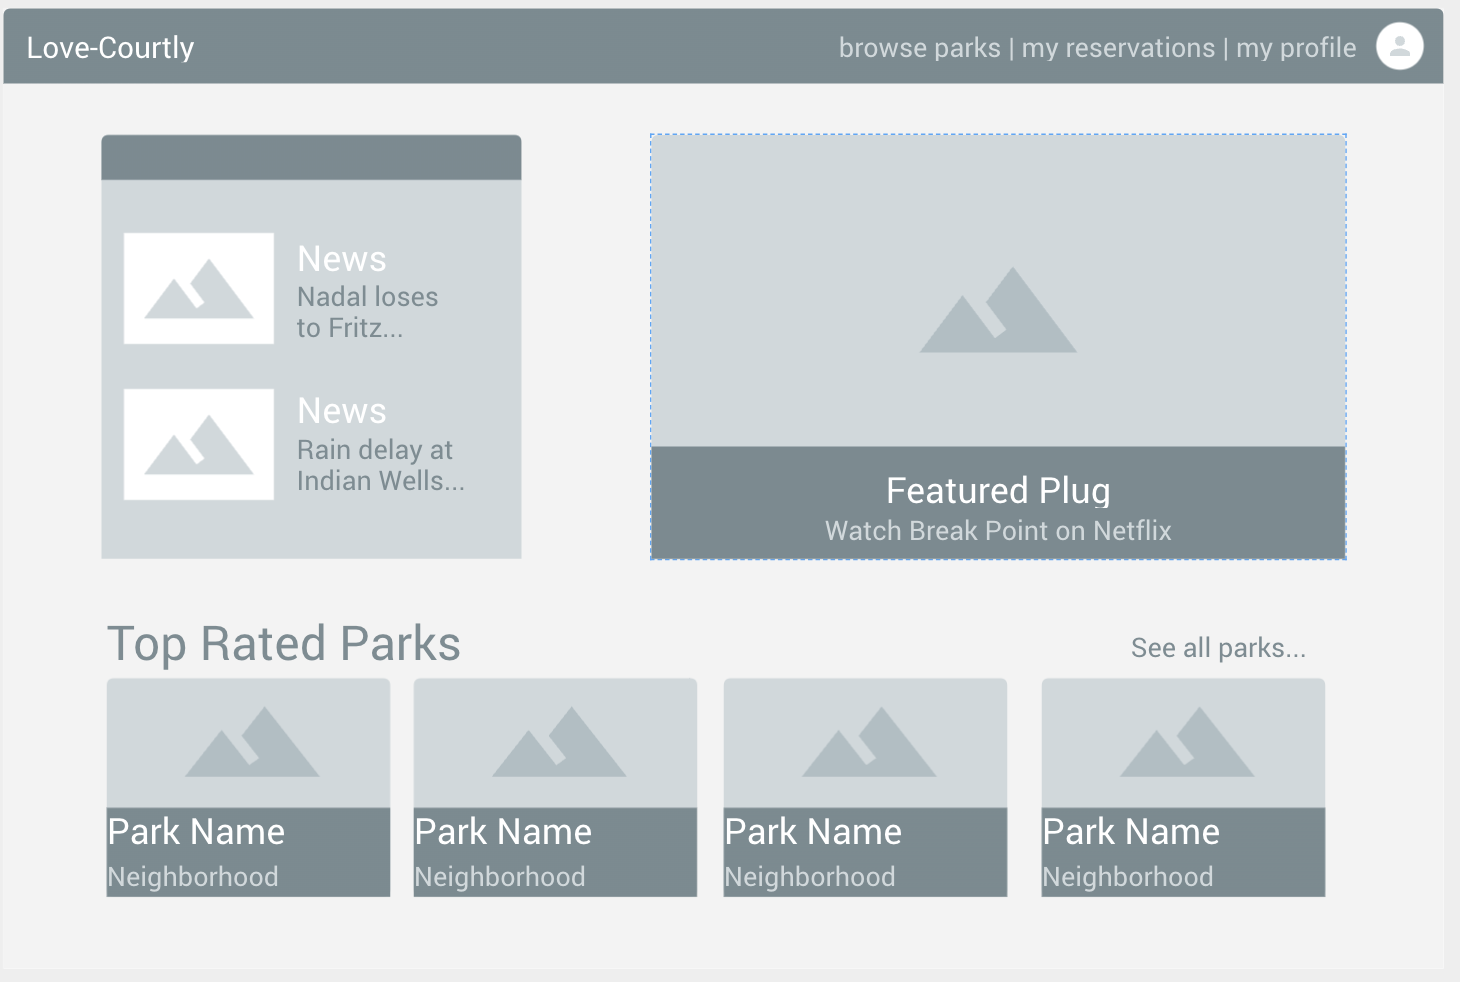 Love-Courtly
browse parks | my reservations | my profile
News
Nadal loses
to Fritz...
News
Rain delay at
Indian Wells...
Featured Plug
Watch Break Point on Netflix
Top Rated Parks
See all parks...
Park Name
Neighborhood
Park Name
Neighborhood
Park Name
Neighborhood
Park Name
Neighborhood